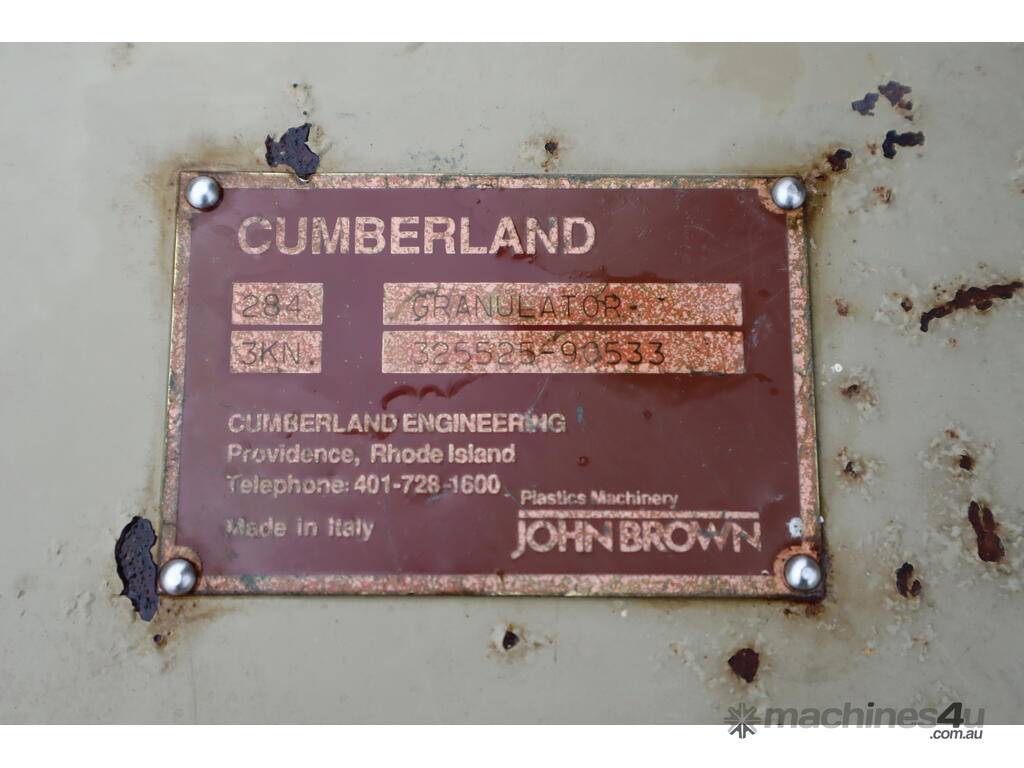 CUMBERLAND
284 GRANULATOR-
3KN. 325525-90533
CUMBERLAND ENGINEERING
Providence, Rhode Island
Telephone: 401-728-1600
Made in Italy
Plastics Machinery
JOHN BROWN
machines4u
.com.au